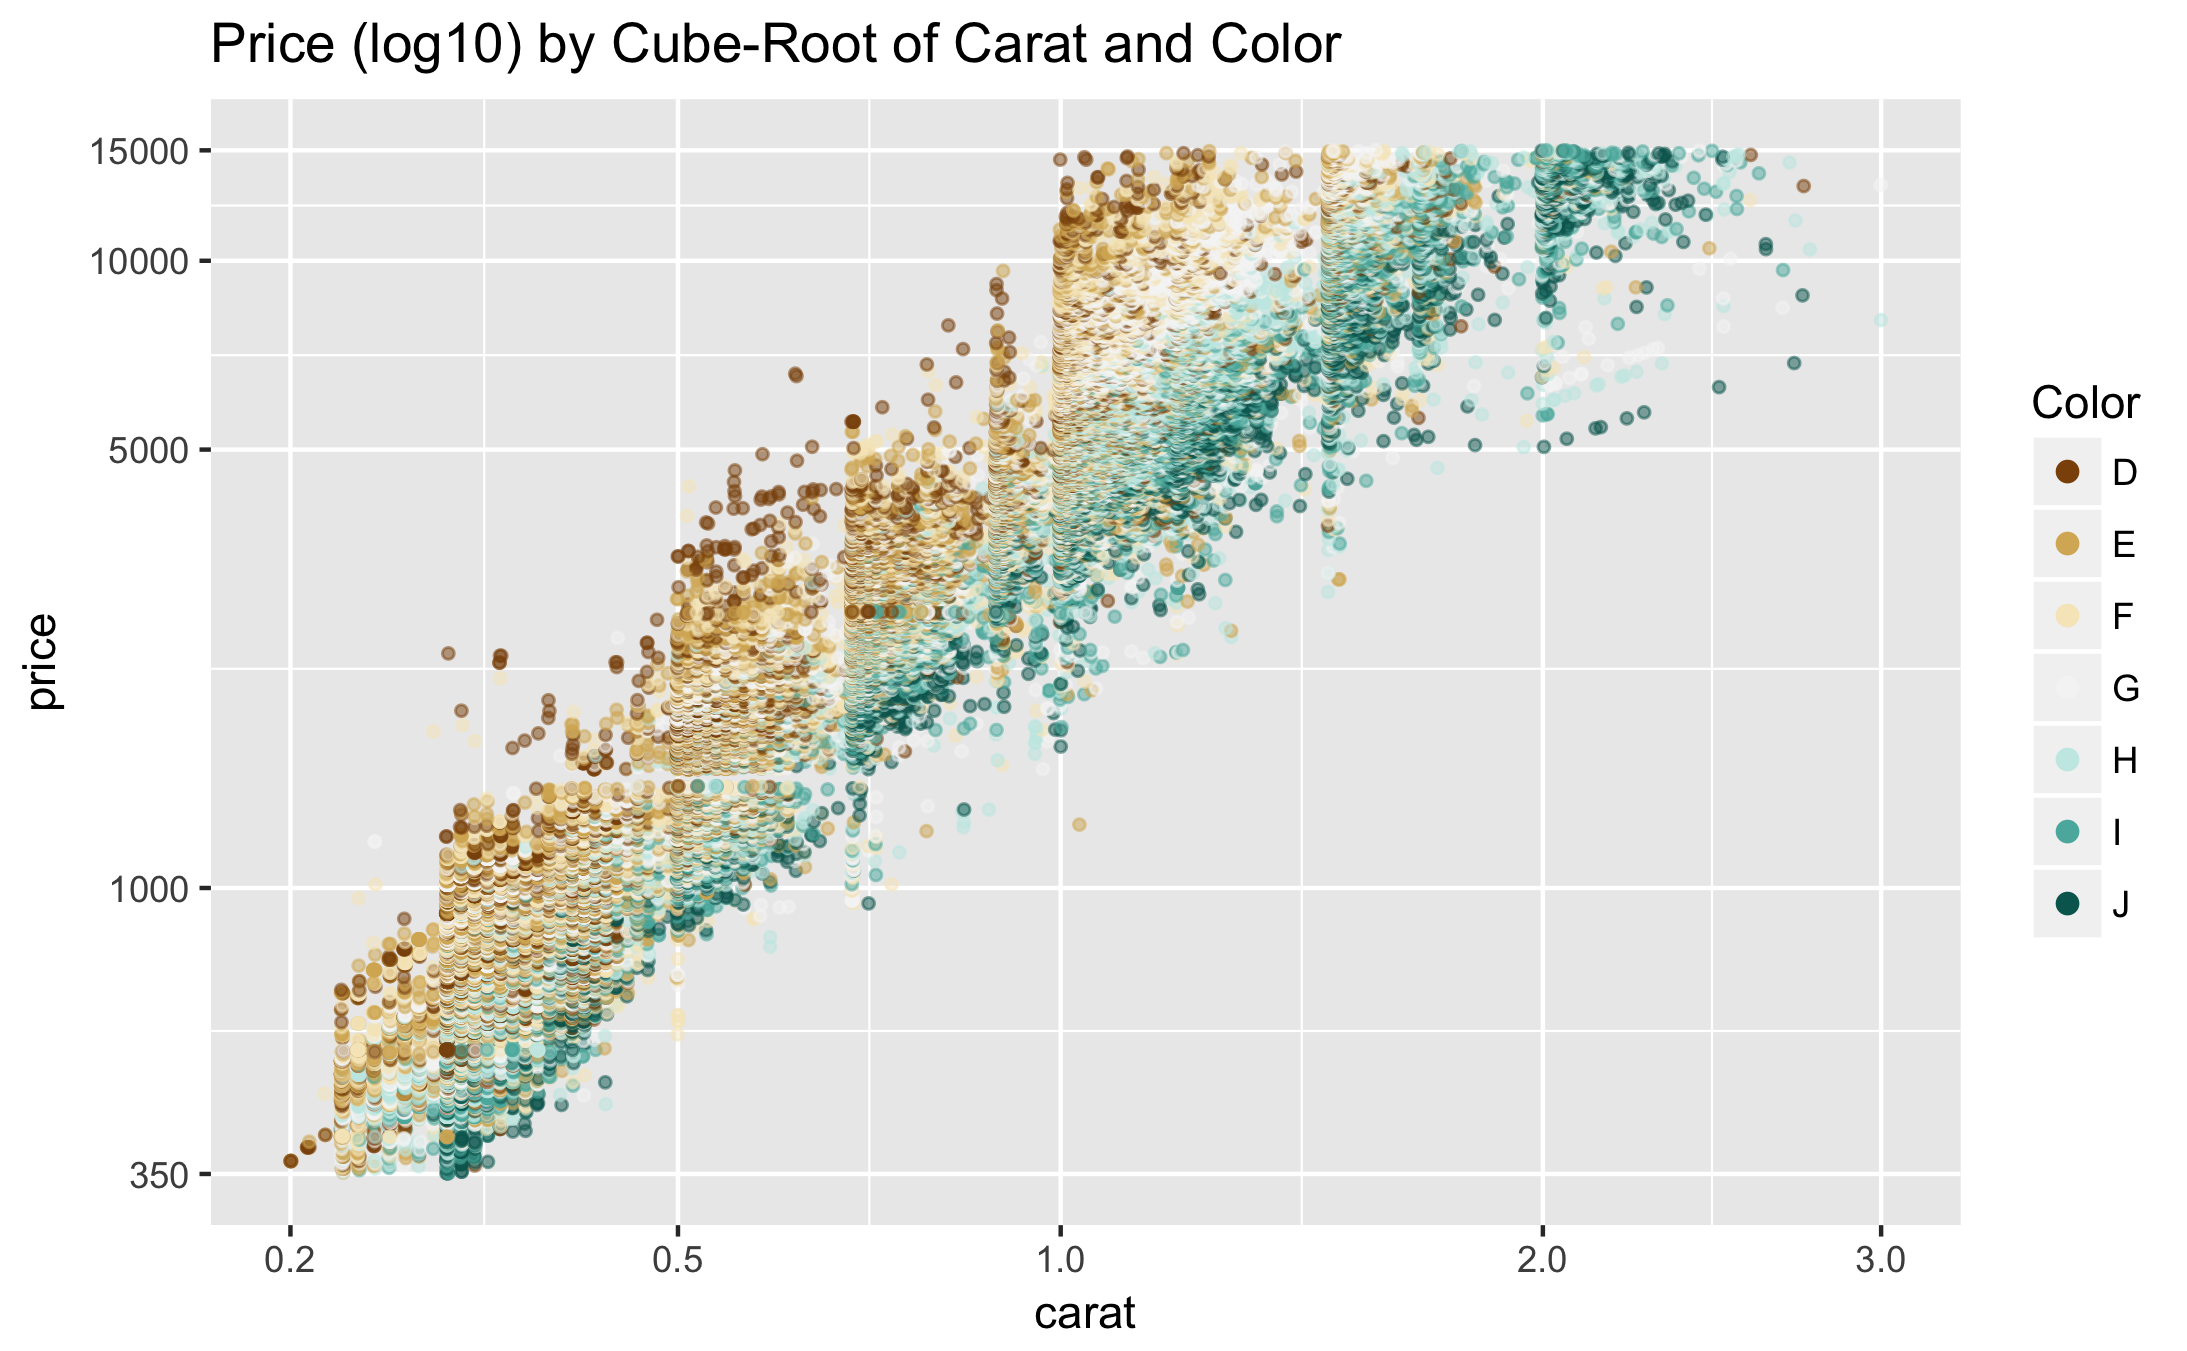 Price (log10) by Cube-Root of Carat and Color
15000
10000
5000
1000
350
price
0.2 0.5 1.0 2.0 3.0
carat
Color
D
E
F
G
H
I
J